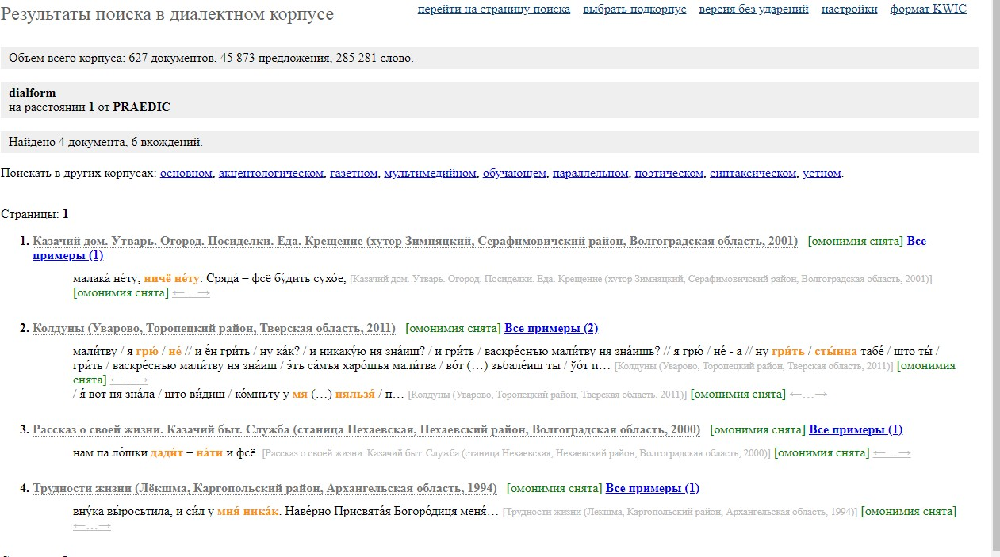 Результаты поиска в диалектном корпусе
перейти на страницу поиска выбрать подкорпус версия без ударений настройки формат KWIC
Объем всего корпуса: 627 документов, 45 873 предложения, 285 281 слово.
dialform
на расстоянии 1 от PRAEDIC
Найдено 4 документа, 6 вхождений.
Поискать в других корпусах: основном, акцентологическом, газетном, мультимедийном, обучающем, параллельном, поэтическом, синтаксическом, устном.
Страницы: 1
1. Казачий дом. Утварь. Огород. Посиделки. Еда. Крещение (хутор Зимняцкий, Серафимовичский район, Волгоградская область, 2001) [омонимия снята] Все
примеры (1)
малака́ не́ту, ничё не́ту. Сряда́ – фсё бу́дить сухо́е, [Казачий дом. Утварь. Огород. Посиделки. Еда. Крещение (хутор Зимняцкий, Серафимовичский район, Волгоградская область, 2001)]
[омонимия снята] ←…→
2. Колдуны (Уварово, Торопецкий район, Тверская область, 2011) [омонимия снята] Все примеры (2)
мали́тву / я грю́ / не́ // и ён гри́ть / ну ка́к? / и никаку́ю ня зна́иш? / и гри́ть / васкре́снъю мали́тву ня зна́ишь? // я грю́ / не́ - а // ну гри́ть / сты́нна табе́ / што ты́ /
гри́ть / васкре́снъю мали́тву ня зна́иш / э́ть са́мъя харо́шъя мали́тва / во́т (…) зъбале́иш ты / ў́от п… [Колдуны (Уварово, Торопецкий район, Тверская область, 2011)] [омонимия
снята] ←…→
/ я́ вот ня зна́ла / што ви́диш / ко́мнъту у мя (…) няльзя́ / п… [Колдуны (Уварово, Торопецкий район, Тверская область, 2011)] [омонимия снята] ←…→
3. Рассказ о своей жизни. Казачий быт. Служба (станица Нехаевская, Нехаевский район, Волгоградская область, 2000) [омонимия снята] Все примеры (1)
нам па ло́шки дади́т – на́ти и фсё. [Рассказ о своей жизни. Казачий быт. Служба (станица Нехаевская, Нехаевский район, Волгоградская область, 2000)] [омонимия снята] ←…→
4. Трудности жизни (Лёкшма, Каргопольский район, Архангельская область, 1994) [омонимия снята] Все примеры (1)
вну́ка вы́росьтила, и си́л у мня́ ника́к. Наве́рно Присвята́я Богоро́диця меня́… [Трудности жизни (Лёкшма, Каргопольский район, Архангельская область, 1994)] [омонимия снята]
←…→